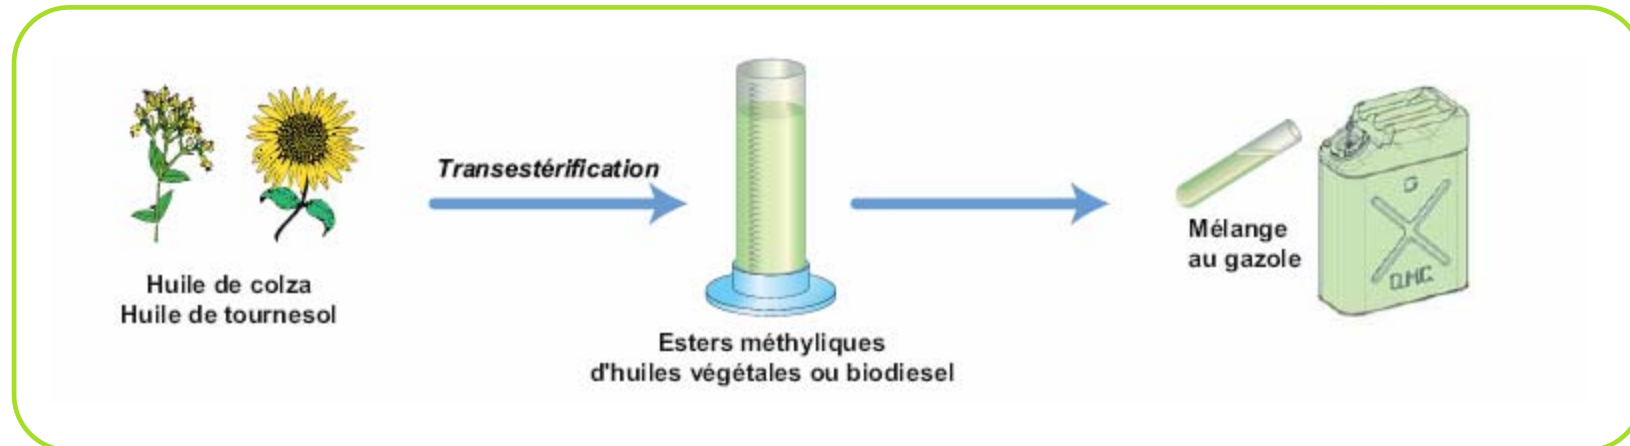 Huile de colza
Huile de tournesol
Transestérification
Esters méthyliques
d'huiles végétales ou biodiesel
Mélange
au gazole